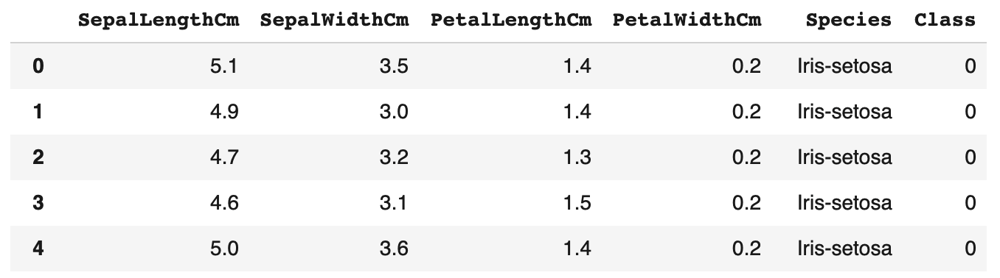 SepalLengthCm SepalWidthCm PetalLengthCm PetalWidthCm Species Class
0 5.1 3.5 1.4 0.2 Iris-setosa 0
1 4.9 3.0 1.4 0.2 Iris-setosa 0
2 4.7 3.2 1.3 0.2 Iris-setosa 0
3 4.6 3.1 1.5 0.2 Iris-setosa 0
4 5.0 3.6 1.4 0.2 Iris-setosa 0